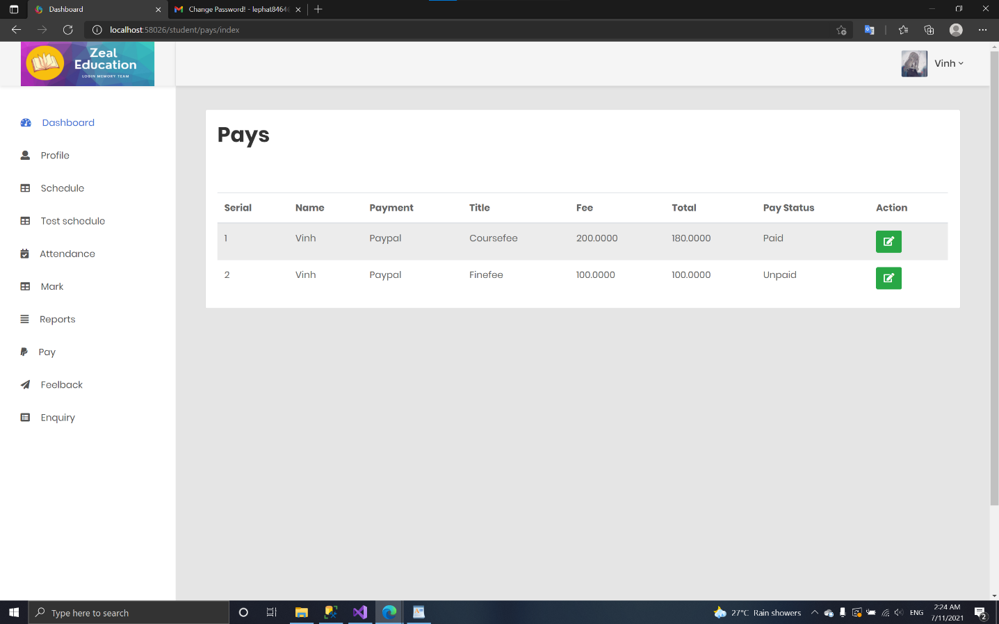 Dashboard
Change Password! - lephat8464
localhost:58026/student/pays/index
Zeal
Education
LOGIN MEMORY TEAM
Vinh
Dashboard
Profile
Schedule
Test schedule
Attendance
Mark
Reports
Pay
Feelback
Enquiry
Pays
Serial Name Payment Title Fee Total Pay Status Action
1 Vinh Paypal Coursefee 200.0000 180.0000 Paid
2 Vinh Paypal Finefee 100.0000 100.0000 Unpaid
Type here to search
27°C Rain showers
ENG
2:24 AM
7/11/2021
2